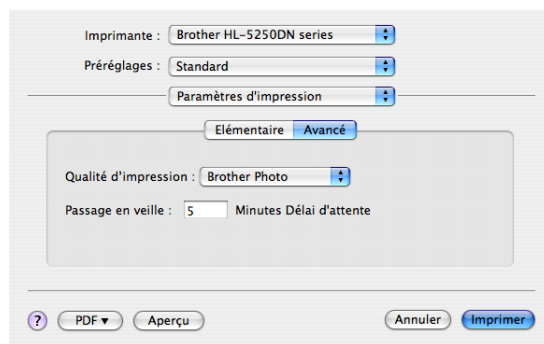 Imprimante : Brother HL-5250DN series
Préréglages : Standard
Paramètres d'impression
Elémentaire Avancé
Qualité d'impression : Brother Photo
Passage en veille : 5 Minutes Délai d'attente
? PDF ▼ Aperçu Annuler Imprimer